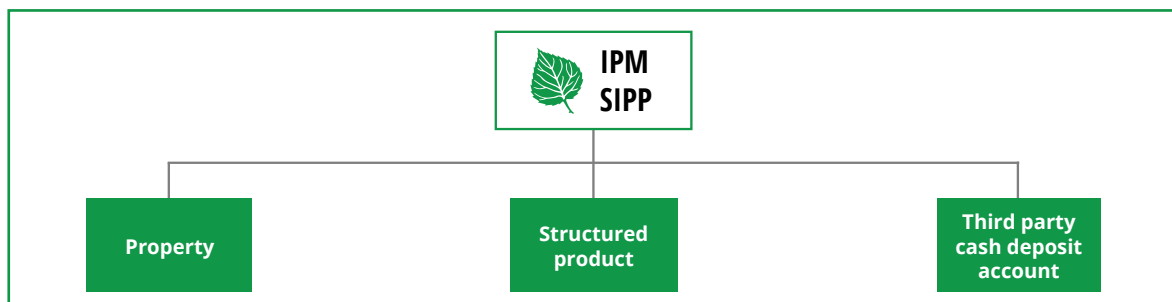 IPM
SIPP
Property
Structured
product
Third party
cash deposit
account